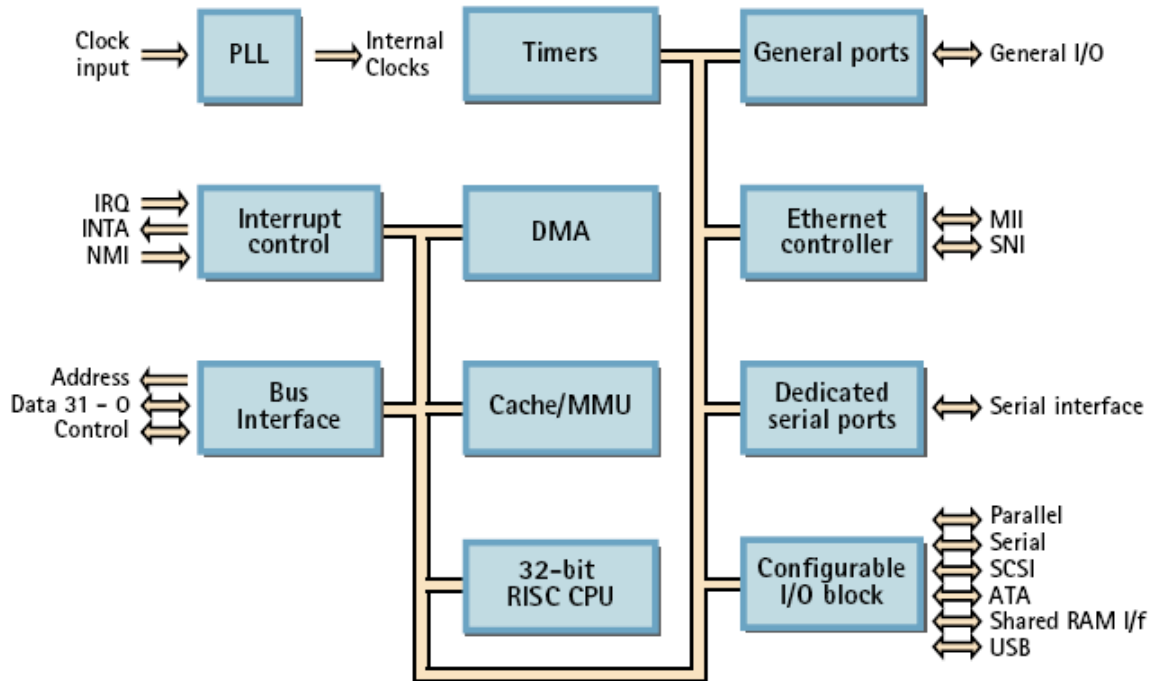 Clock
input
PLL
Internal
Clocks
Timers
General ports
General I/O
IRQ
INTA
NMI
Interrupt
control
DMA
Ethernet
controller
MII
SNI
Address
Data 31 - 0
Control
Bus
Interface
Cache/MMU
Dedicated
serial ports
Serial interface
32-bit
RISC CPU
Configurable
I/O block
Parallel
Serial
SCSI
ATA
Shared RAM I/f
USB